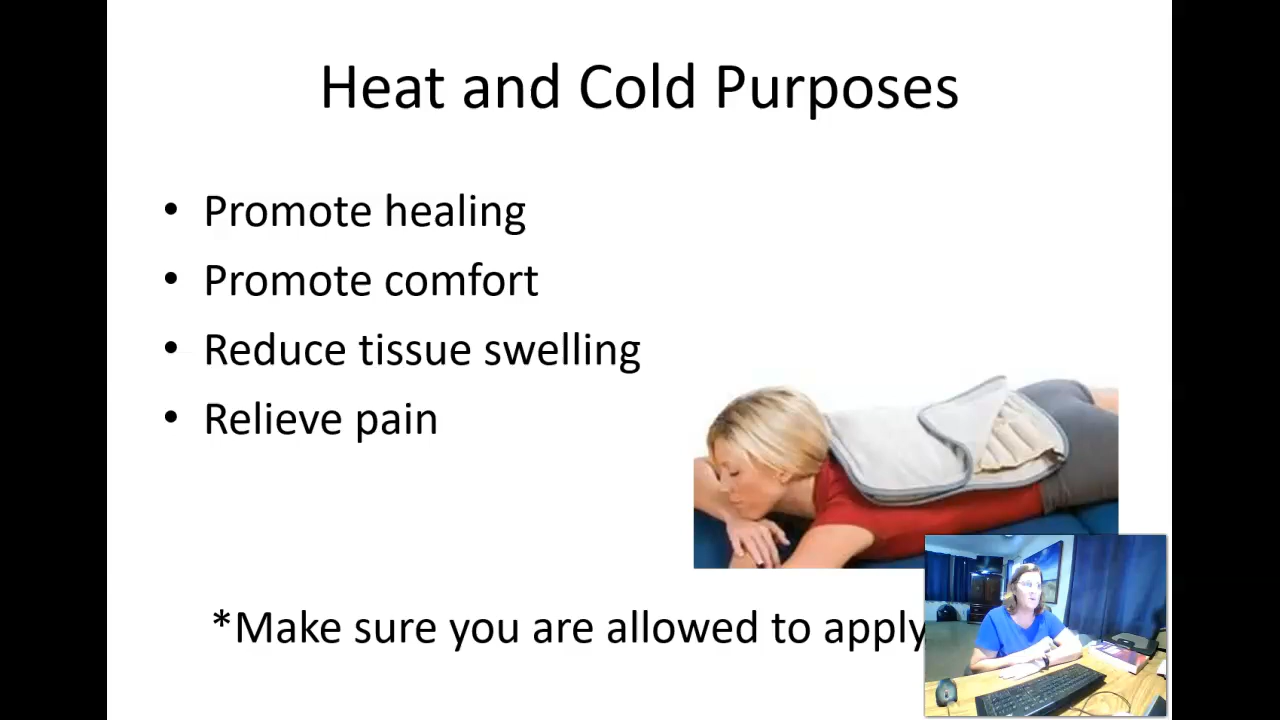 Heat and Cold Purposes
• Promote healing
• Promote comfort
• Reduce tissue swelling
• Relieve pain
*Make sure you are allowed to apply